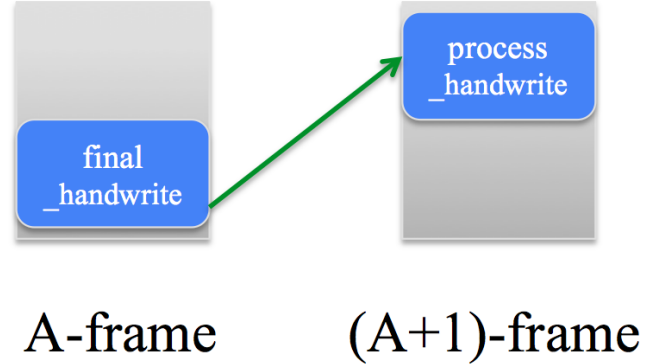 process
_handwrite
final
_handwrite
A-frame
(A+1)-frame